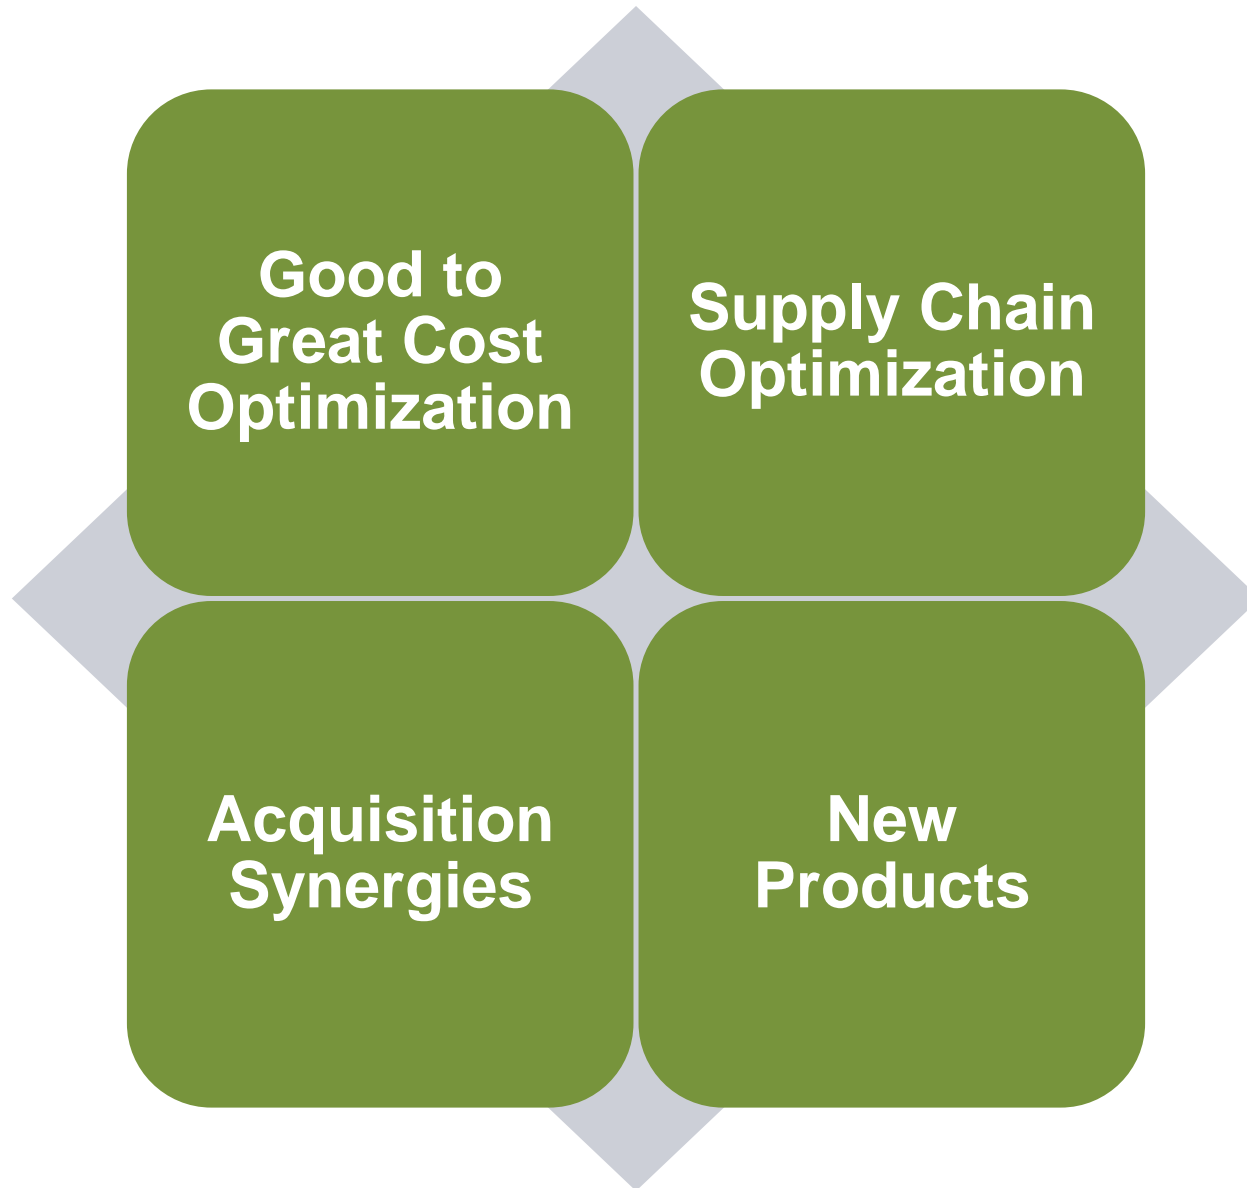 Good to
Great Cost
Optimization
Supply Chain
Optimization
Acquisition
Synergies
New
Products